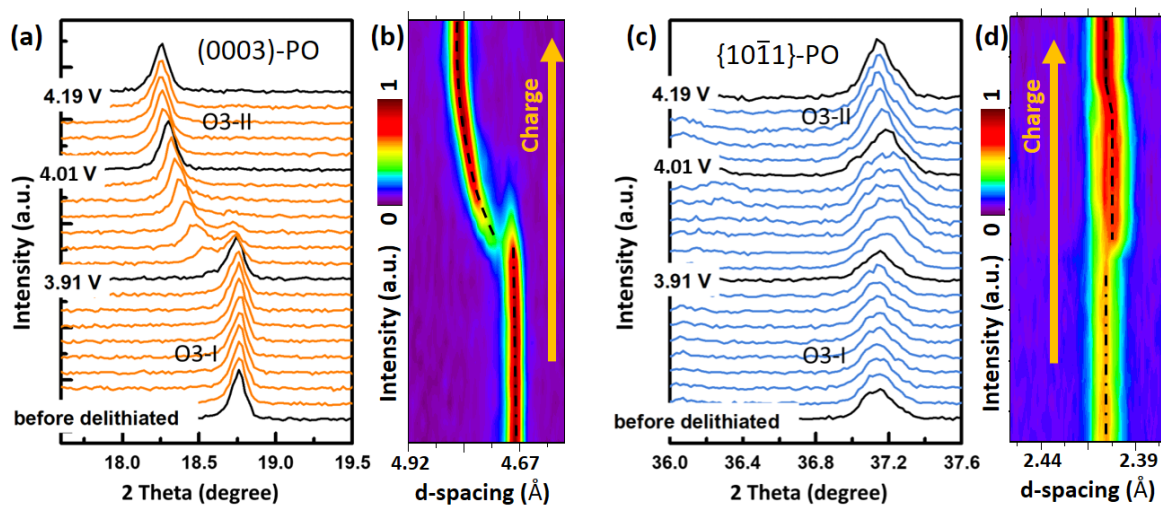 (a)
(0003)-PO
4.19 V
O3-II
4.01 V
3.91 V
O3-I
before delithiated
Intensity (a.u.)
18.0 18.5 19.0 19.5
2 Theta (degree)
(b)
Charge
1
0
Intensity (a.u.)
4.92 4.67
d-spacing (Å)
(c)
{101̄1}-PO
4.19 V
O3-II
4.01 V
3.91 V
O3-I
before delithiated
Intensity (a.u.)
36.0 36.4 36.8 37.2 37.6
2 Theta (degree)
(d)
Charge
1
0
Intensity (a.u.)
2.44 2.39
d-spacing (Å)